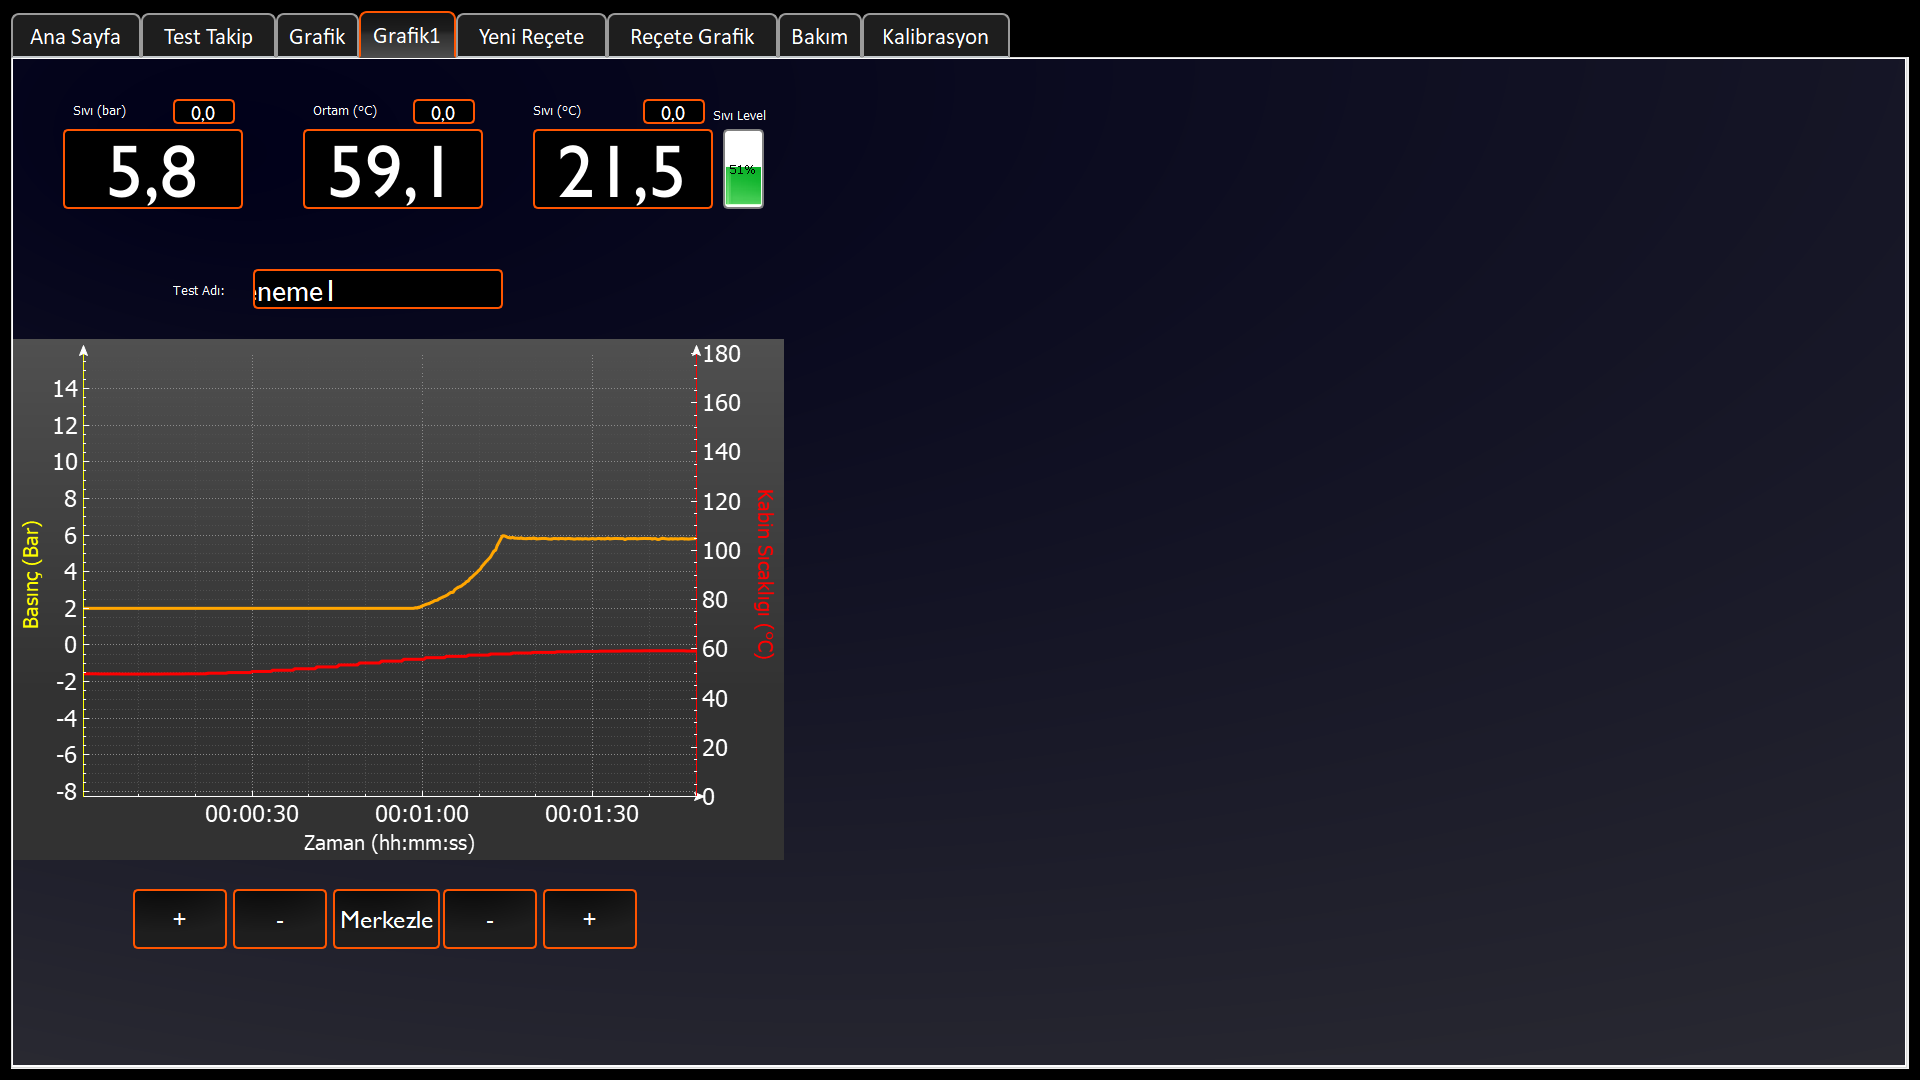 Ana Sayfa Test Takip Grafik Grafik1 Yeni Reçete Reçete Grafik Bakım Kalibrasyon
Sıvı (bar) 0,0 Ortam (°C) 0,0 Sıvı (°C) 0,0 Sıvı Level
5,8 59,1 21,5 51%
Test Adı: neme1
Basınç (Bar)
14
12
10
8
6
4
2
0
-2
-4
-6
-8
180
160
140
120
100
80
60
40
20
0
Kabin Sıcaklıgı (°C)
00:00:30 00:01:00 00:01:30
Zaman (hh:mm:ss)
+ - Merkezle - +